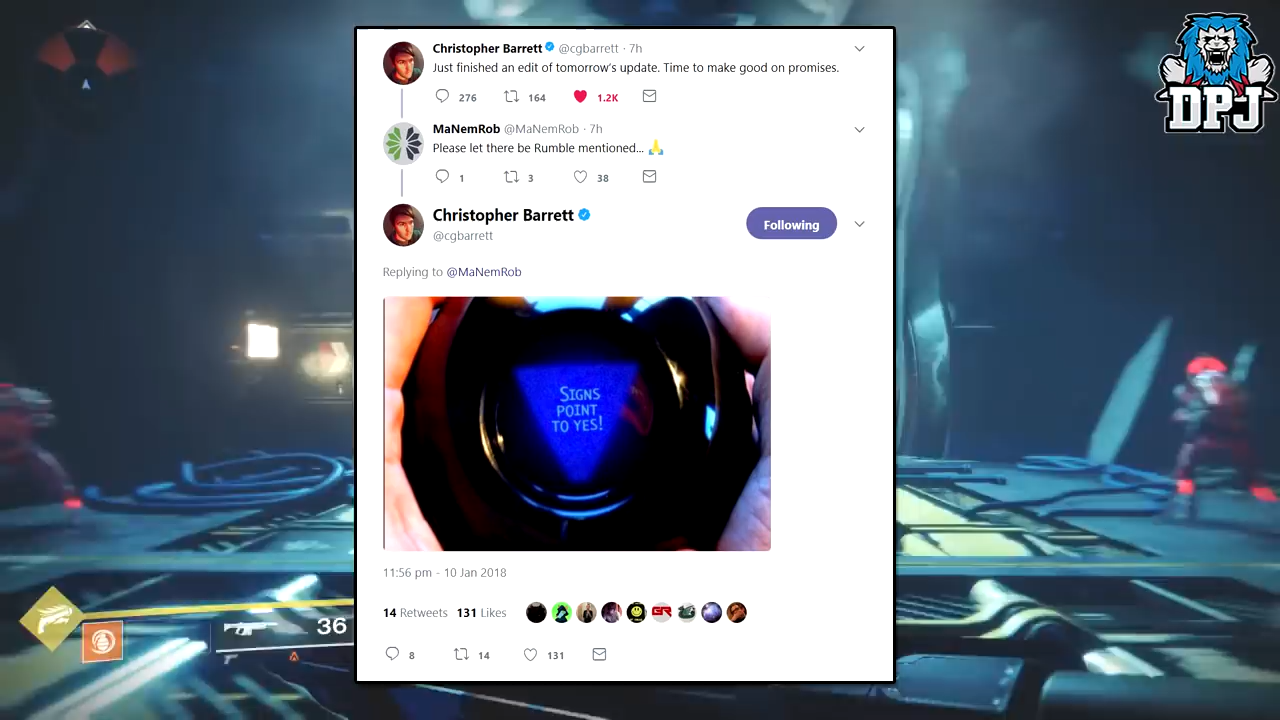 Christopher Barrett @cgbarrett · 7h
Just finished an edit of tomorrow's update. Time to make good on promises.
276 164 1.2K
MaNemRob @MaNemRob · 7h
Please let there be Rumble mentioned... 🙏
1 3 38
Christopher Barrett
@cgbarrett
Following
Replying to @MaNemRob
SIGNS
POINT
TO YES!
11:56 pm - 10 Jan 2018
14 Retweets 131 Likes
GR
8 14 131
DPJ
36